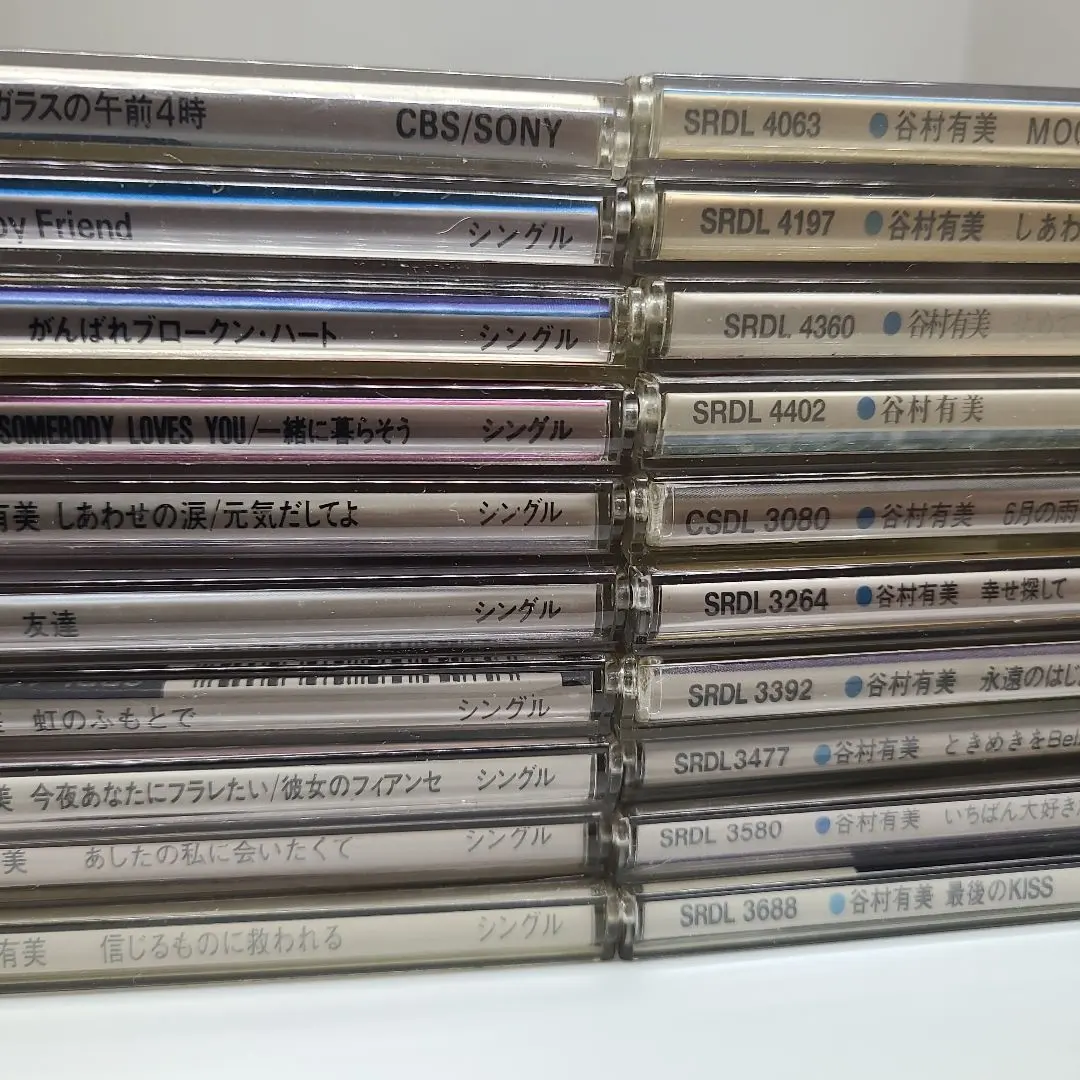 ガラスの午前4時 CBS/SONY
oy Friend シングル
がんばれブロークン・ハート シングル
SOMEBODY LOVES YOU/一緒に暮らそう シングル
有美 しあわせの涙/元気だしてよ シングル
友達 シングル
虹のふもとで シングル
美 今夜あなたにフラレたい/彼女のフィアンセ シングル
美 あしたの私に会いたくて シングル
有美 信じるものに救われる シングル
SRDL 4063 ●谷村有美 MOO
SRDL 4197 ●谷村有美 しあわ
SRDL 4360 ●谷村有美
SRDL 4402 ●谷村有美
CSDL 3080 ●谷村有美 6月の雨
SRDL3264 ●谷村有美 幸せ探して
SRDL 3392 ●谷村有美 永遠のはじ
SRDL3477 ●谷村有美 ときめきをBel
SRDL 3580 ●谷村有美 いちばん大好き
SRDL 3688 ●谷村有美 最後のKISS